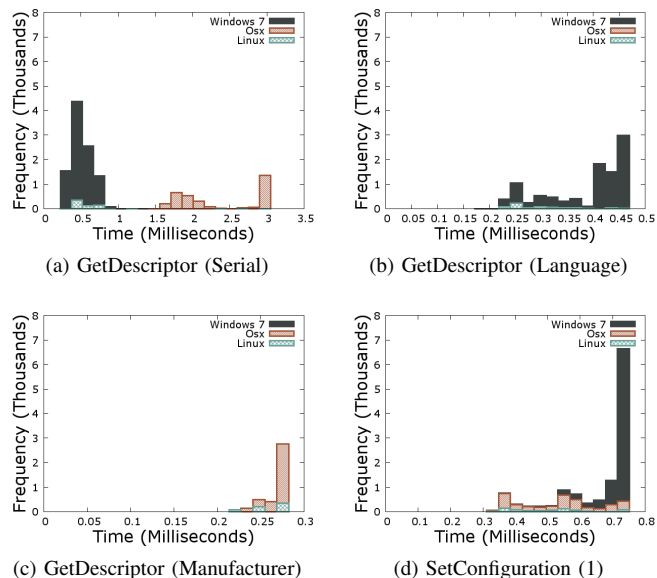 8
7
6
5
4
3
2
1
0
Frequency (Thousands)
Windows 7
Osx
Linux
0 0.5 1 1.5 2 2.5 3 3.5
Time (Milliseconds)
(a) GetDescriptor (Serial)
8
7
6
5
4
3
2
1
0
Frequency (Thousands)
Windows 7
Osx
Linux
0 0.05 0.1 0.15 0.2 0.25 0.3 0.35 0.4 0.45 0.5
Time (Milliseconds)
(b) GetDescriptor (Language)
8
7
6
5
4
3
2
1
0
Frequency (Thousands)
Windows 7
Osx
Linux
0 0.05 0.1 0.15 0.2 0.25 0.3
Time (Milliseconds)
(c) GetDescriptor (Manufacturer)
8
7
6
5
4
3
2
1
0
Frequency (Thousands)
Windows 7
Osx
Linux
0 0.1 0.2 0.3 0.4 0.5 0.6 0.7 0.8
Time (Milliseconds)
(d) SetConfiguration (1)